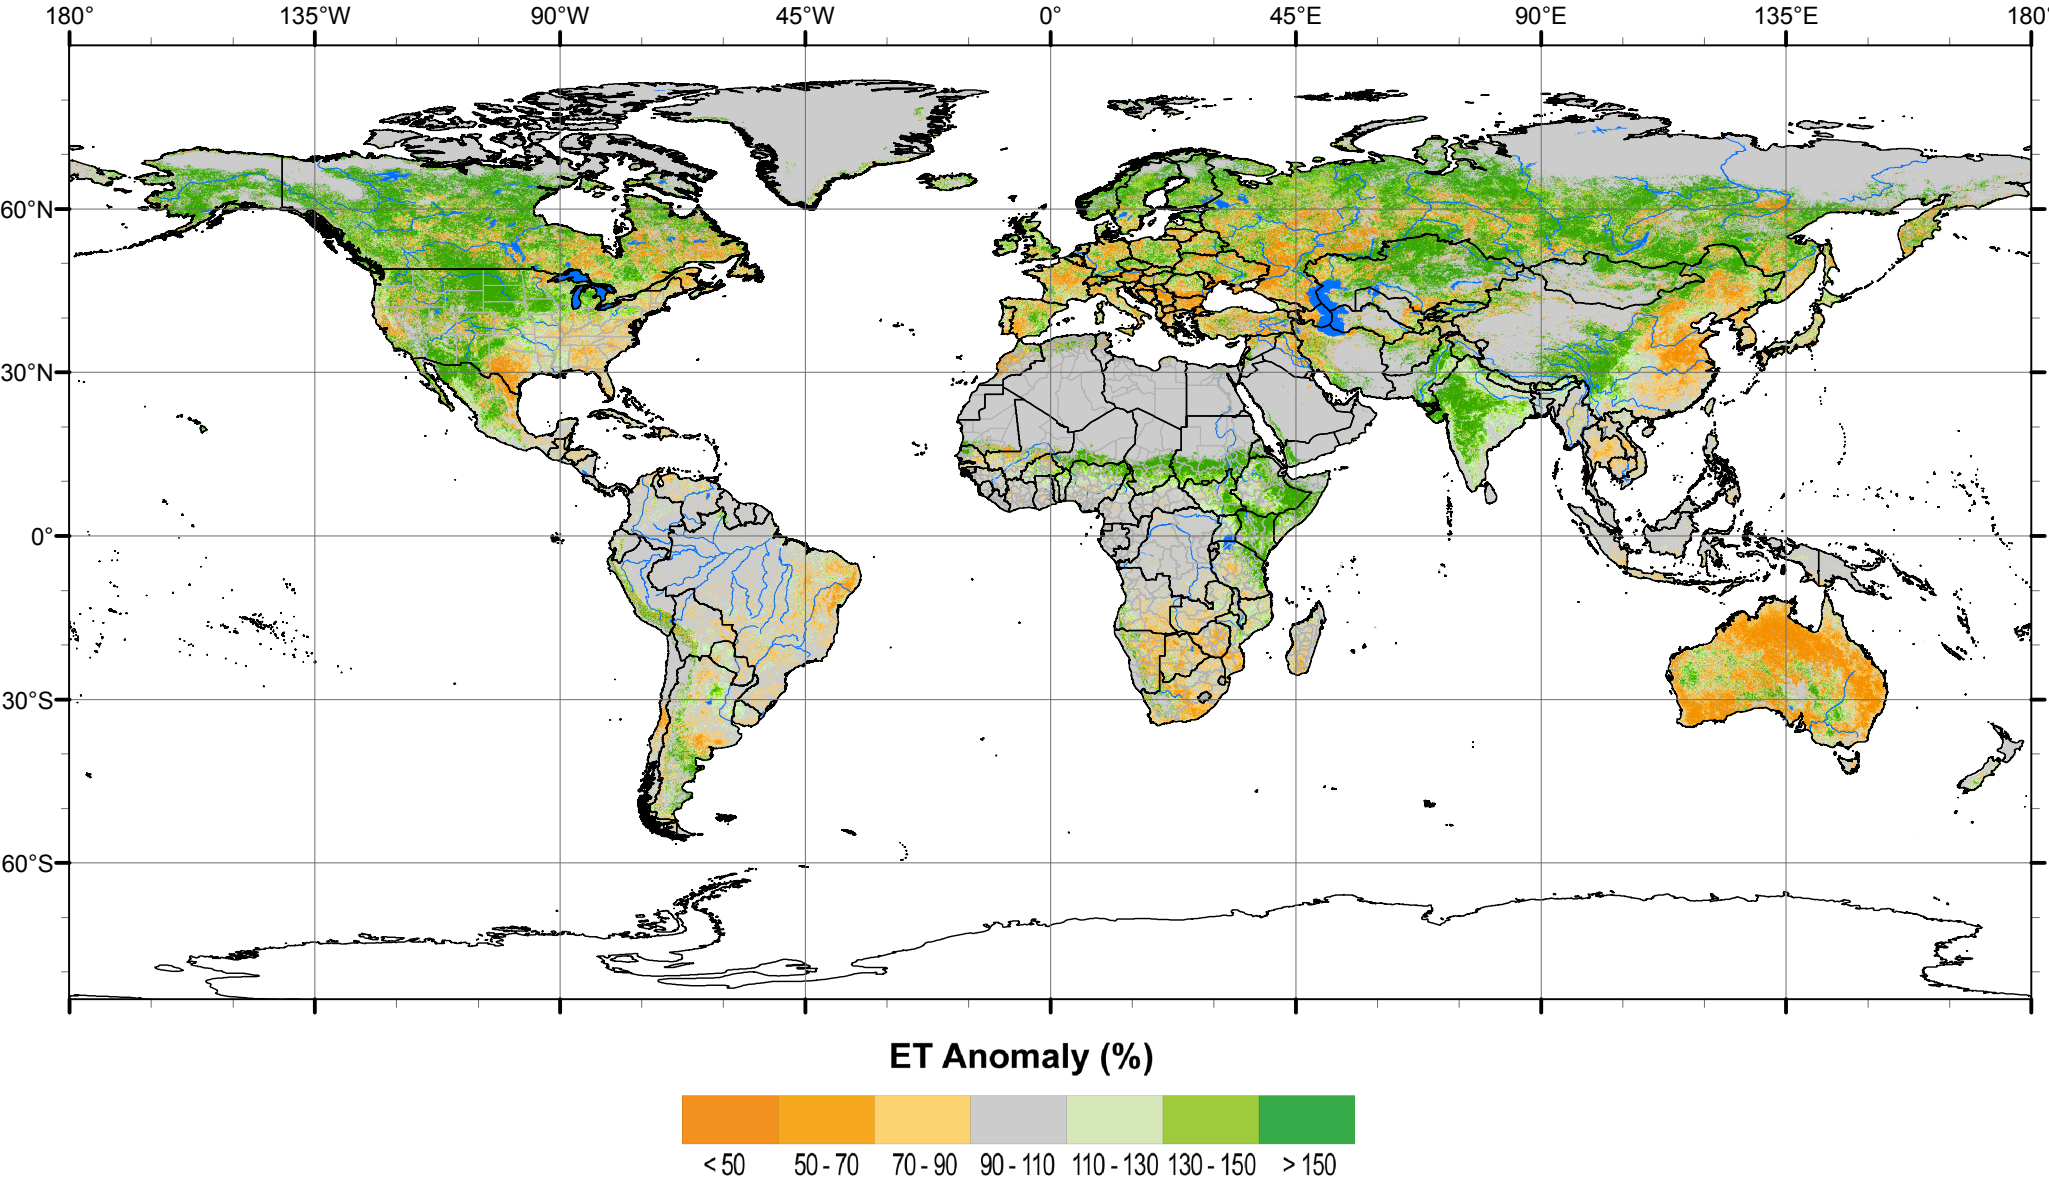 180° 135°W 90°W 45°W 0° 45°E 90°E 135°E 180°
60°N
30°N
0°
30°S
60°S
ET Anomaly (%)
< 50 50 - 70 70 - 90 90 - 110 110 - 130 130 - 150 > 150